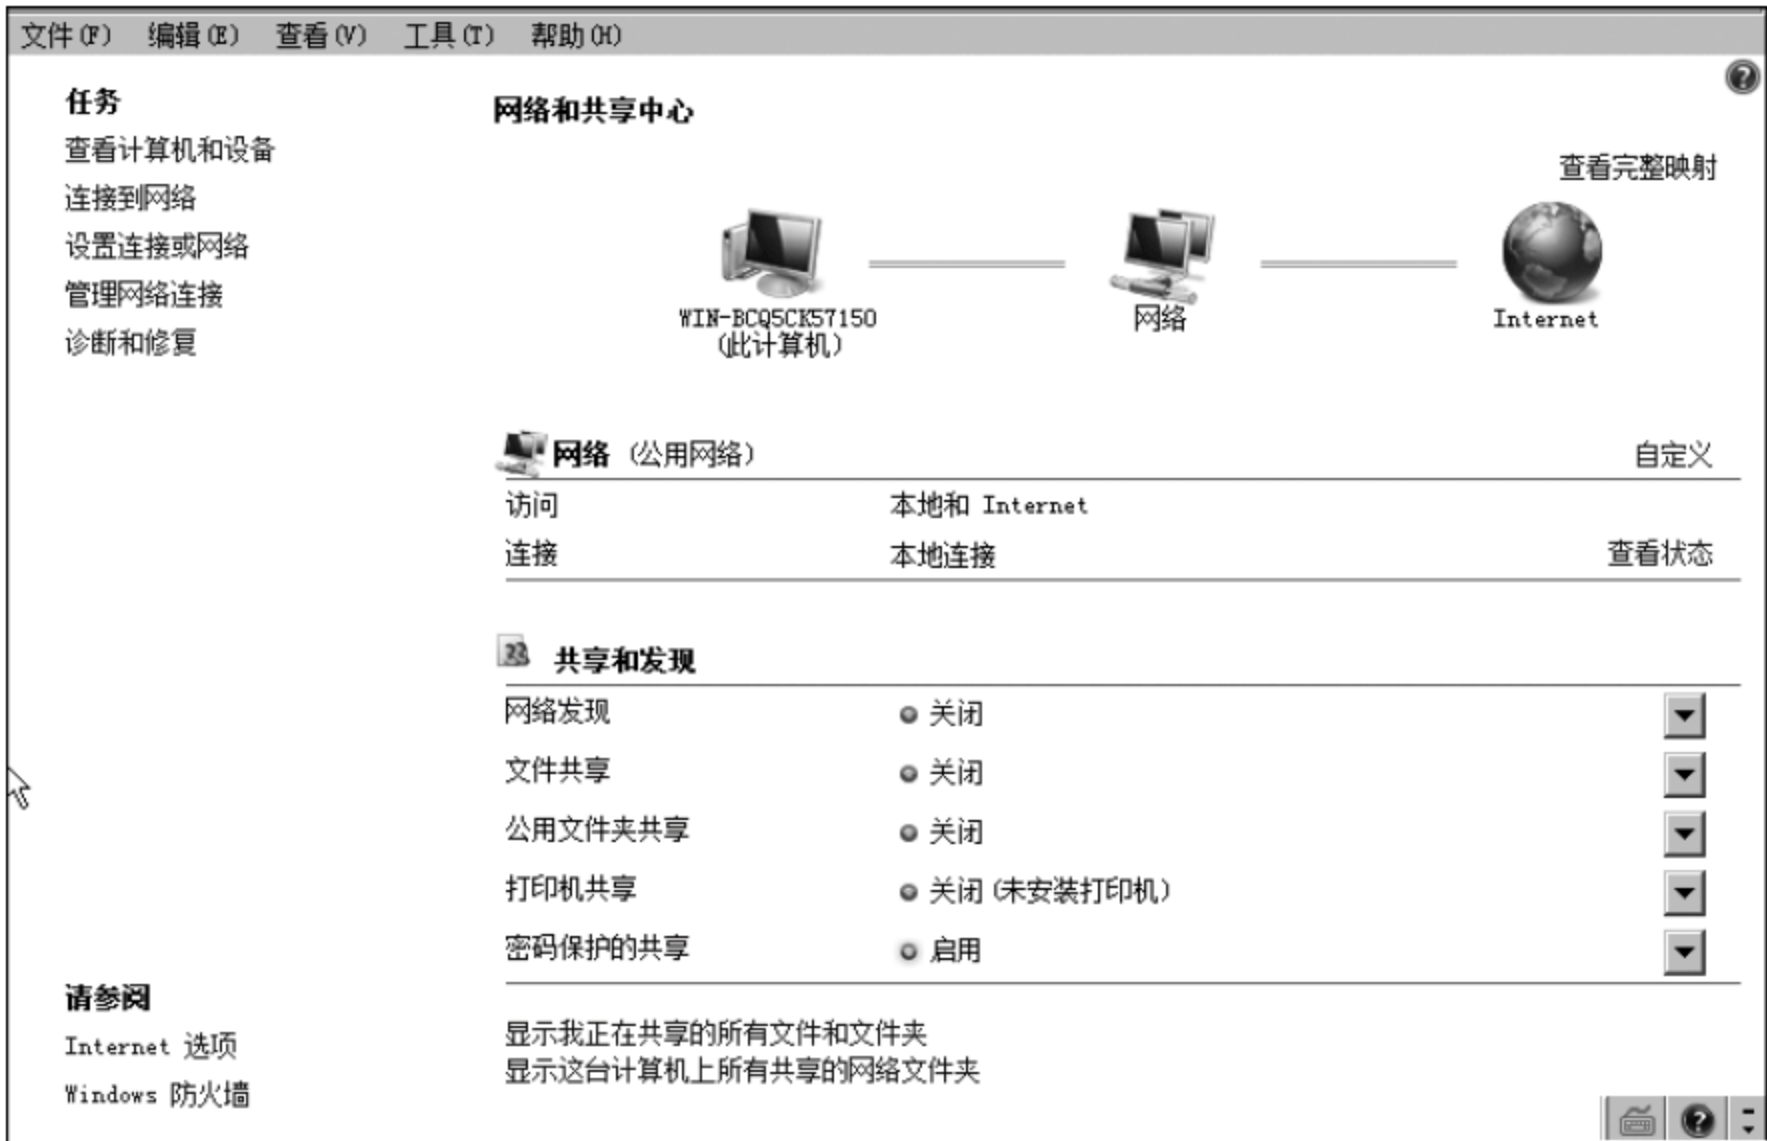 文件(F) 编辑(E) 查看(V) 工具(T) 帮助(H)
任务
查看计算机和设备
连接到网络
设置连接或网络
管理网络连接
诊断和修复
网络和共享中心
查看完整映射
WIN-BCQ5CK57150
(此计算机)
网络
Internet
网络 (公用网络) 自定义
访问 本地和 Internet
连接 本地连接 查看状态
共享和发现
网络发现 关闭
文件共享 关闭
公用文件夹共享 关闭
打印机共享 关闭 (未安装打印机)
密码保护的共享 启用
显示我正在共享的所有文件和文件夹
显示这台计算机上所有共享的网络文件夹
请参阅
Internet 选项
Windows 防火墙